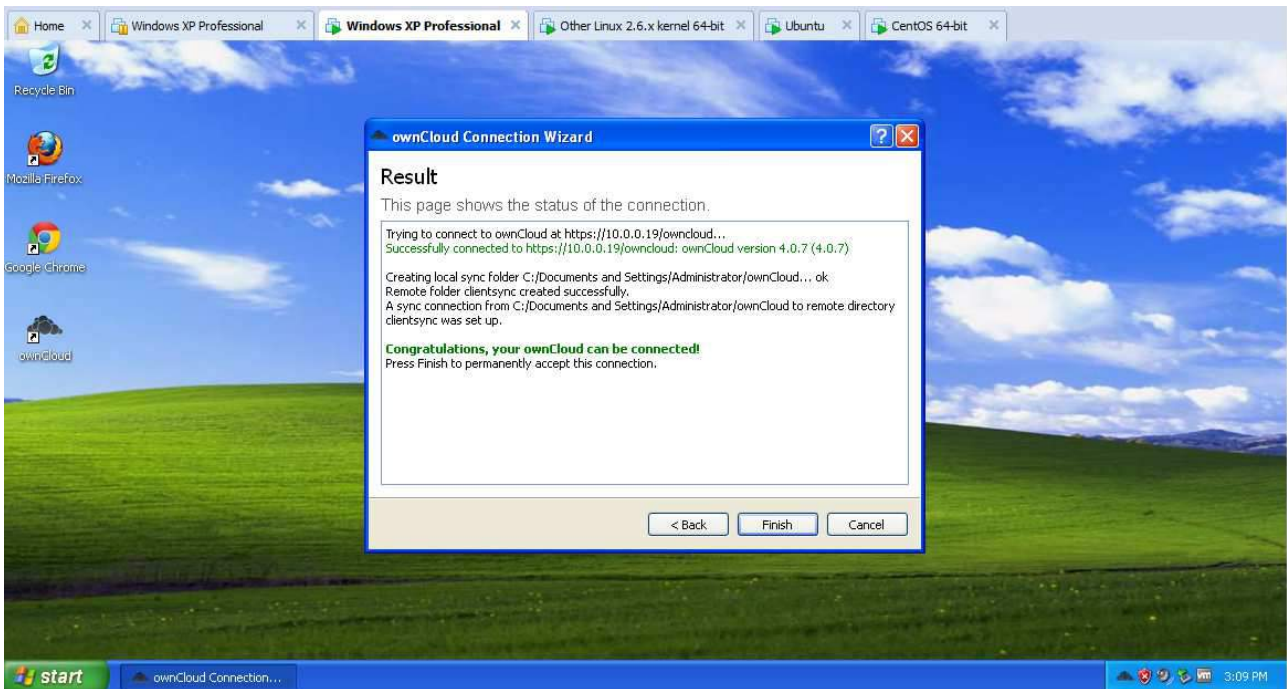 Home
Windows XP Professional
Windows XP Professional
Other Linux 2.6.x kernel 64-bit
Ubuntu
CentOS 64-bit
Recycle Bin
Mozilla Firefox
Google Chrome
ownCloud
ownCloud Connection Wizard
Result
This page shows the status of the connection.
Trying to connect to ownCloud at https://10.0.0.19/owncloud...
Successfully connected to https://10.0.0.19/owncloud: ownCloud version 4.0.7 (4.0.7)
Creating local sync folder C:/Documents and Settings/Administrator/ownCloud... ok
Remote folder clientsync created successfully.
A sync connection from C:/Documents and Settings/Administrator/ownCloud to remote directory
clientsync was set up.
Congratulations, your ownCloud can be connected!
Press Finish to permanently accept this connection.
< Back
Finish
Cancel
start
ownCloud Connection...
3:09 PM